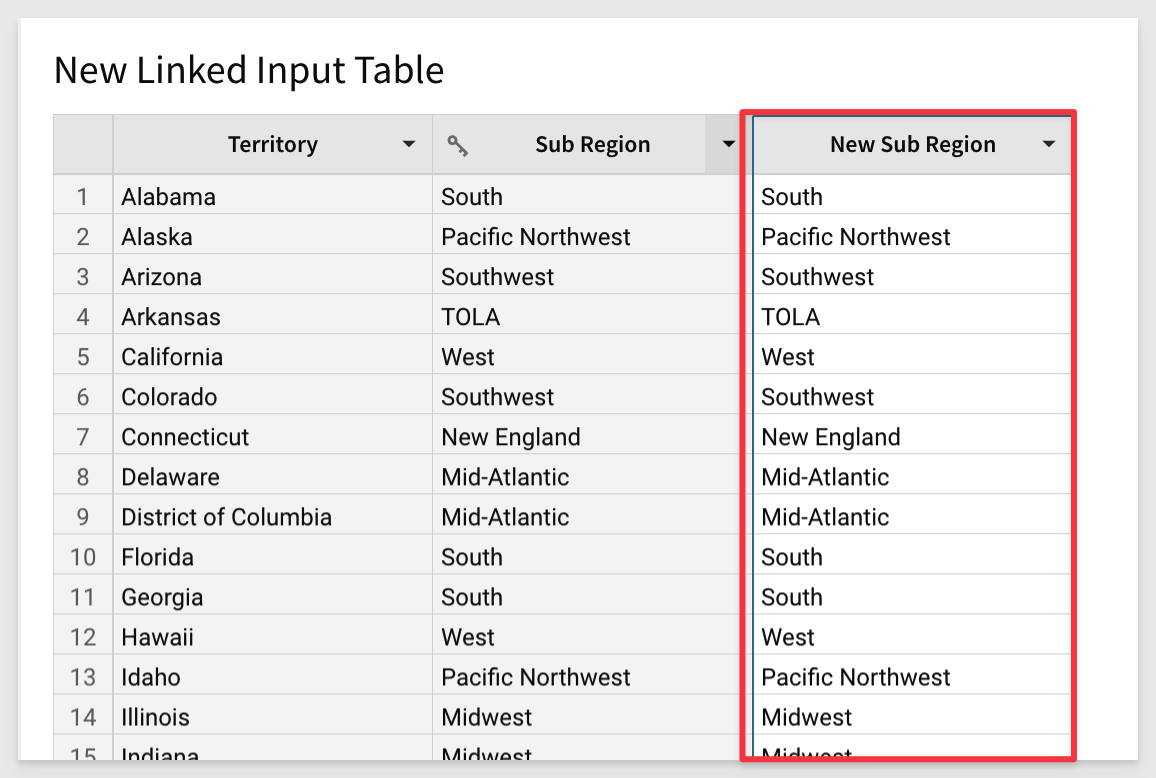 New Linked Input Table
Territory Sub Region New Sub Region
1 Alabama South South
2 Alaska Pacific Northwest Pacific Northwest
3 Arizona Southwest Southwest
4 Arkansas TOLA TOLA
5 California West West
6 Colorado Southwest Southwest
7 Connecticut New England New England
8 Delaware Mid-Atlantic Mid-Atlantic
9 District of Columbia Mid-Atlantic Mid-Atlantic
10 Florida South South
11 Georgia South South
12 Hawaii West West
13 Idaho Pacific Northwest Pacific Northwest
14 Illinois Midwest Midwest
15 Indiana Midwest Midwest